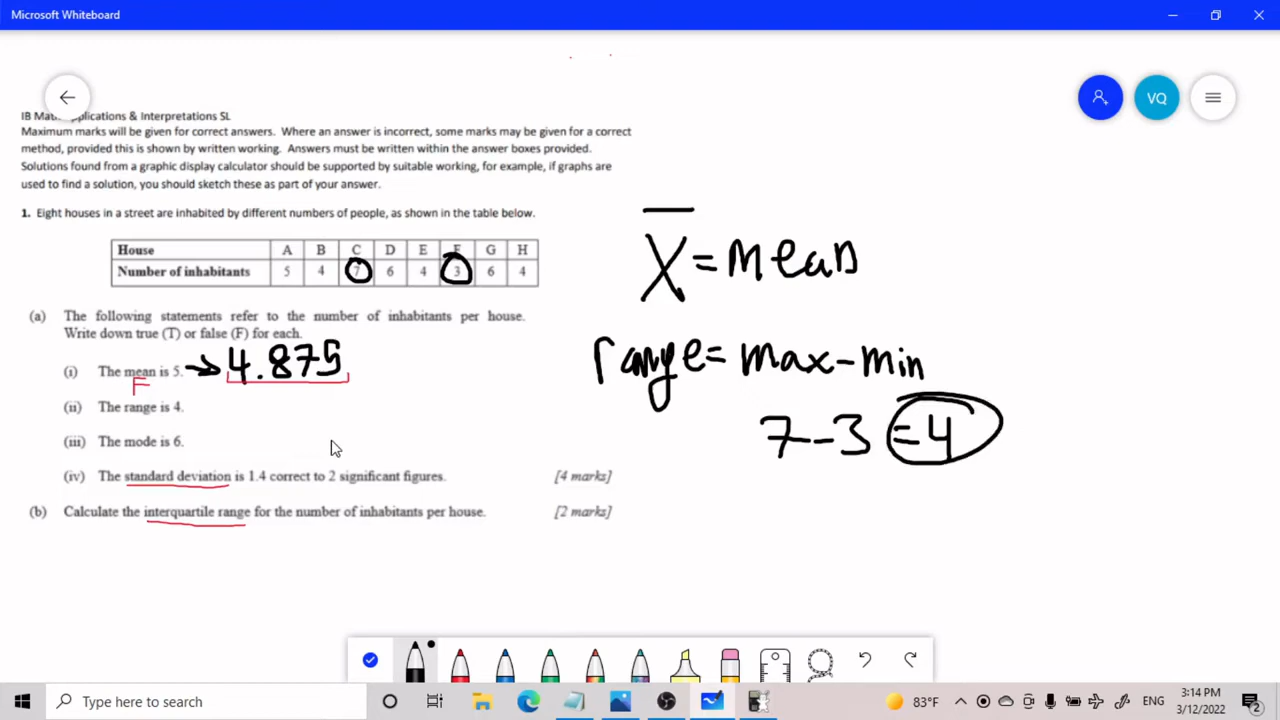 Microsoft Whiteboard
VQ
IB Math Applications & Interpretations SL
Maximum marks will be given for correct answers. Where an answer is incorrect, some marks may be given for a correct
method, provided this is shown by written working. Answers must be written within the answer boxes provided.
Solutions found from a graphic display calculator should be supported by suitable working, for example, if graphs are
used to find a solution, you should sketch these as part of your answer.
1. Eight houses in a street are inhabited by different numbers of people, as shown in the table below.
House A B C D E F G H
Number of inhabitants 5 4 7 6 4 3 6 4
(a) The following statements refer to the number of inhabitants per house.
Write down true (T) or false (F) for each.
(i) The mean is 5. → 4.875
F
(ii) The range is 4.
(iii) The mode is 6.
(iv) The standard deviation is 1.4 correct to 2 significant figures. [4 marks]
(b) Calculate the interquartile range for the number of inhabitants per house. [2 marks]
X̄ = mean
range = max - min
7 - 3 = 4
Type here to search
83°F
ENG
3:14 PM
3/12/2022
2